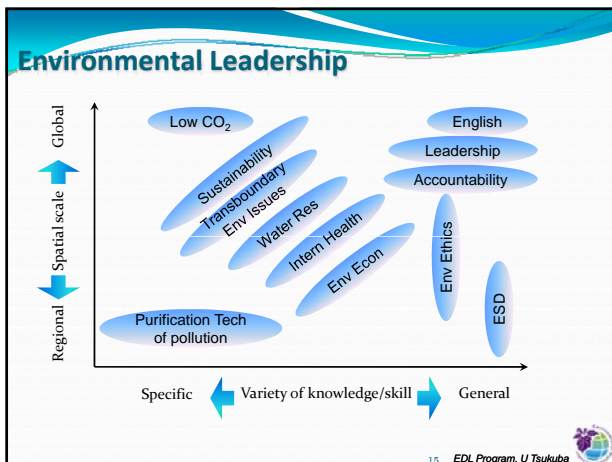 Environmental Leadership
Global
Spatial scale
Regional
Low CO₂
English
Leadership
Accountability
Sustainability
Transboundary
Env Issues
Water Res
Intern Health
Env Econ
Env Ethics
ESD
Purification Tech
of pollution
Specific
Variety of knowledge/skill
General
15 EDL Program, U Tsukuba